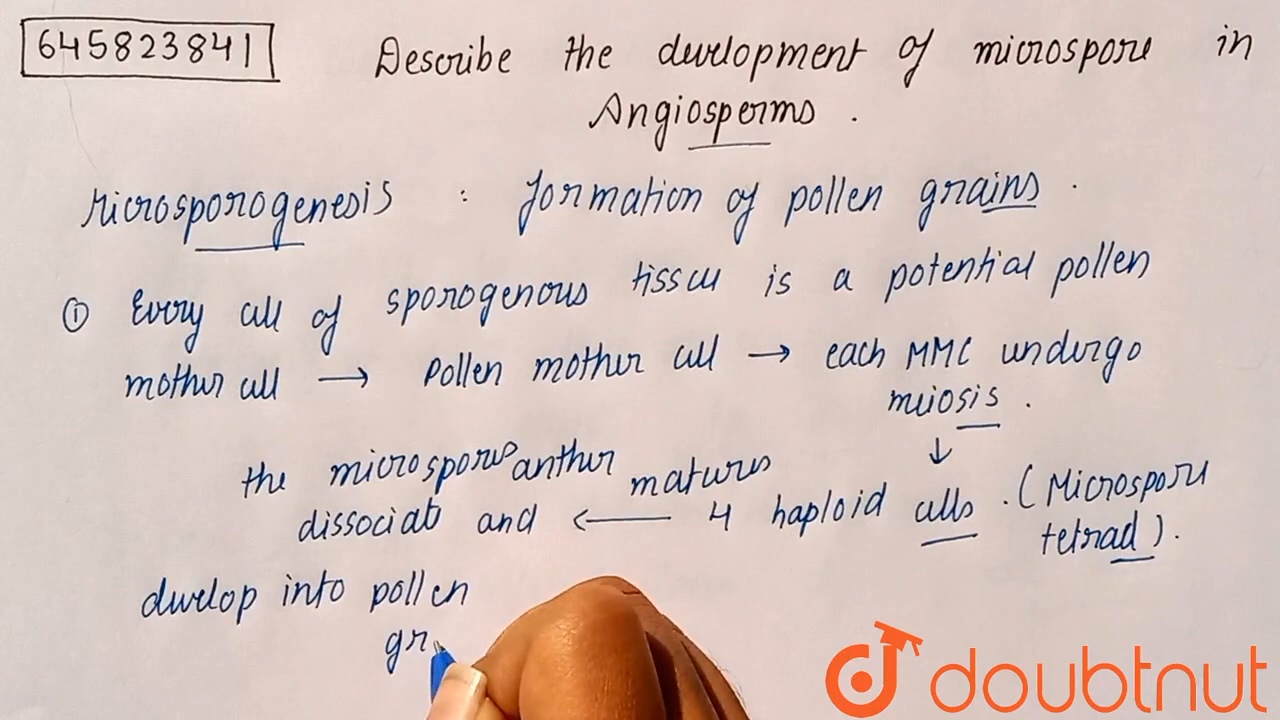 645823841 Describe the development of microspore in
Angiosperms .
Microsporogenesis : formation of pollen grains .
① Every cell of sporogenous tissue is a potential pollen
mother cell → Pollen mother cell → each MMC undergo
meiosis .
↓
the microspores anther matures
dissociate and ← 4 haploid cells . ( Microspore
tetrad ) .
develop into pollen
gr
doubtnut